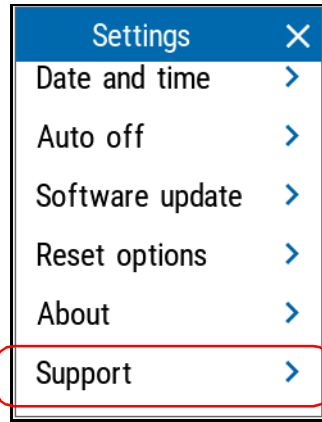 Settings
Date and time
Auto off
Software update
Reset options
About
Support